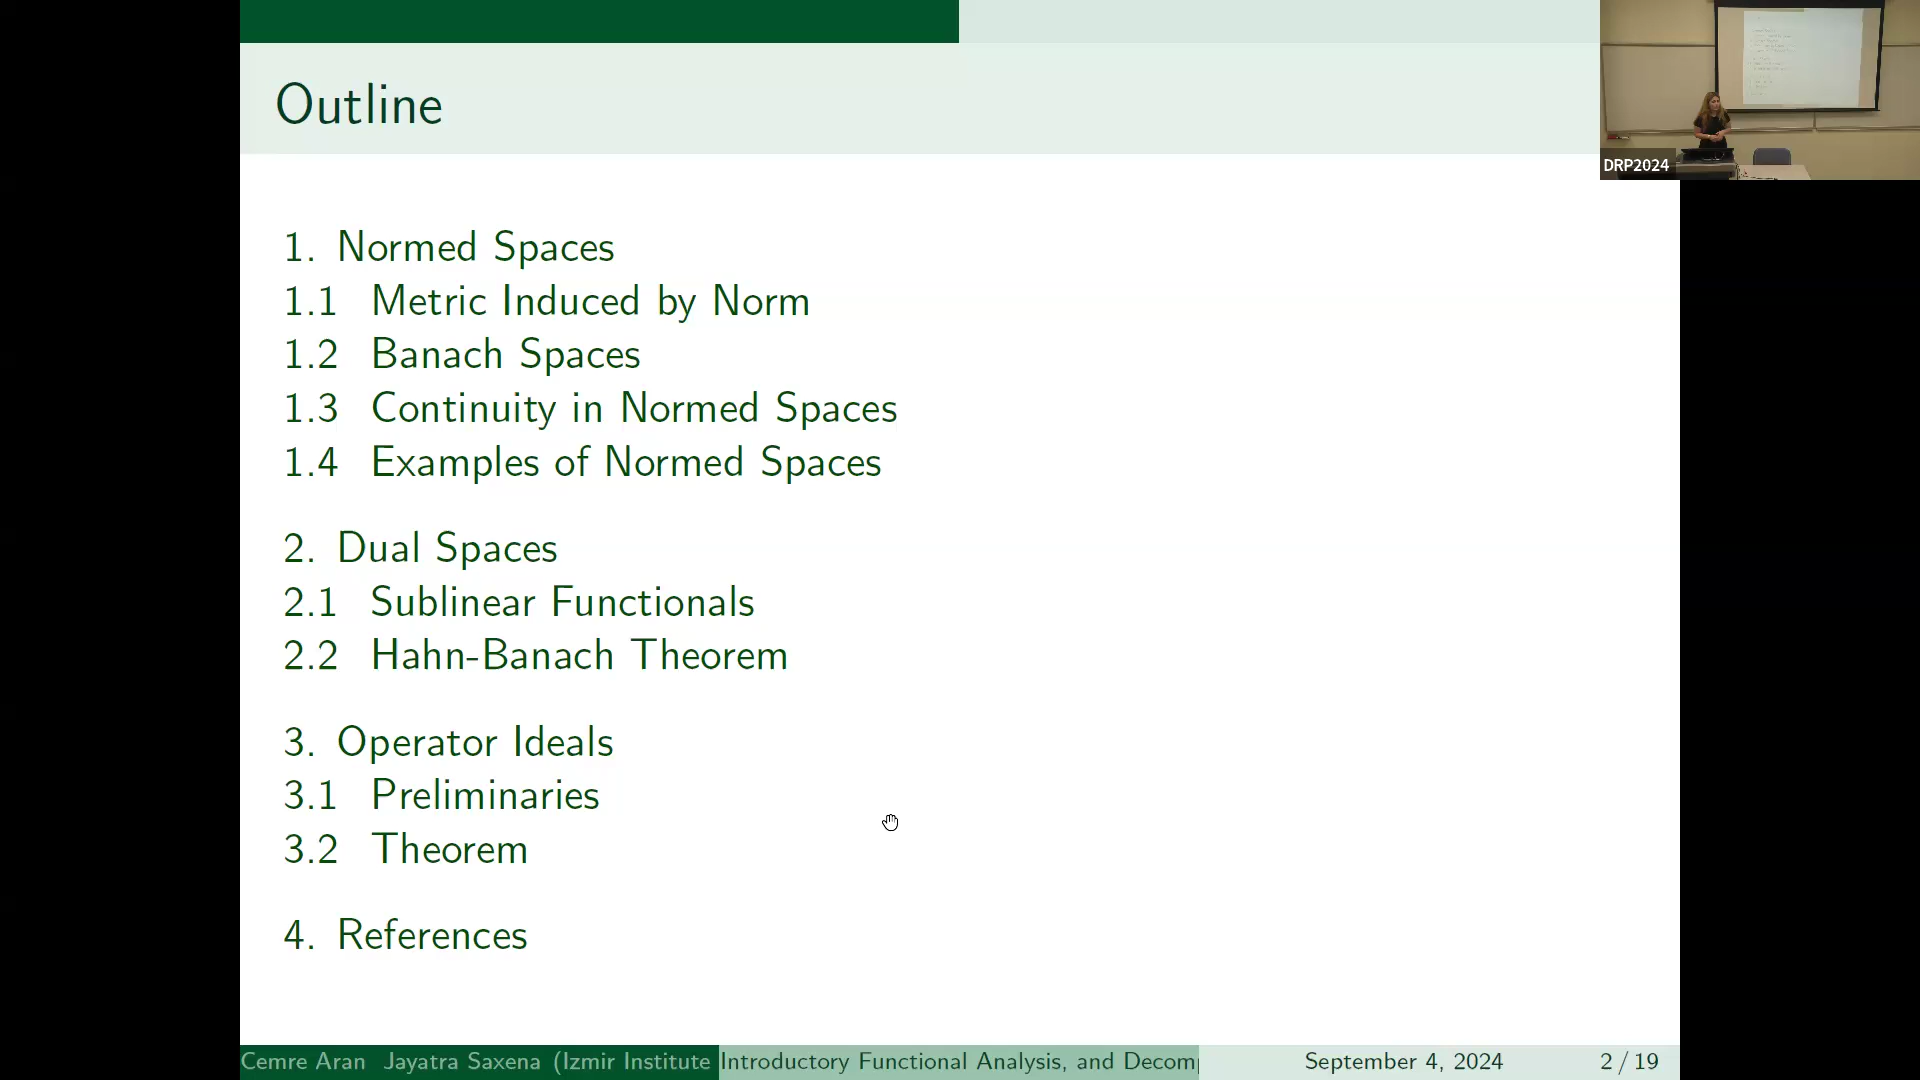 Outline
DRP2024
1. Normed Spaces
1.1 Metric Induced by Norm
1.2 Banach Spaces
1.3 Continuity in Normed Spaces
1.4 Examples of Normed Spaces
2. Dual Spaces
2.1 Sublinear Functionals
2.2 Hahn-Banach Theorem
3. Operator Ideals
3.1 Preliminaries
3.2 Theorem
4. References
Cemre Aran Jayatra Saxena (Izmir Institute Introductory Functional Analysis, and Decom September 4, 2024 2 / 19